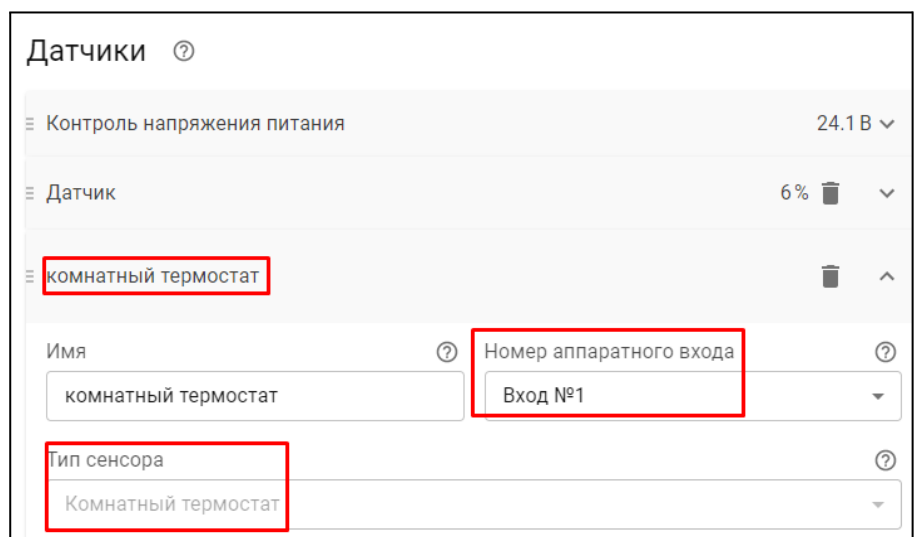 Датчики
Контроль напряжения питания 24.1 В
Датчик 6 %
комнатный термостат
Имя Номер аппаратного входа
комнатный термостат Вход №1
Тип сенсора
Комнатный термостат